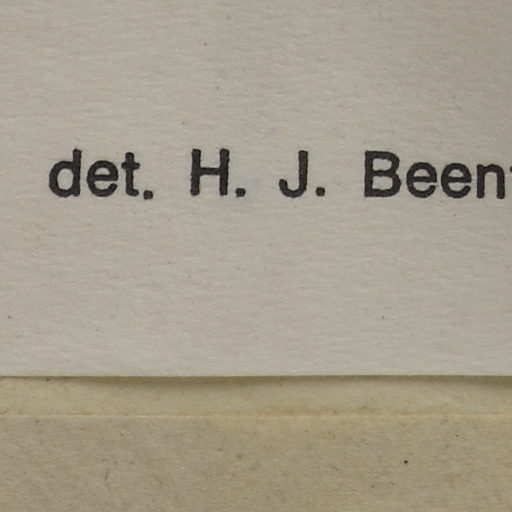 det. H. J. Been